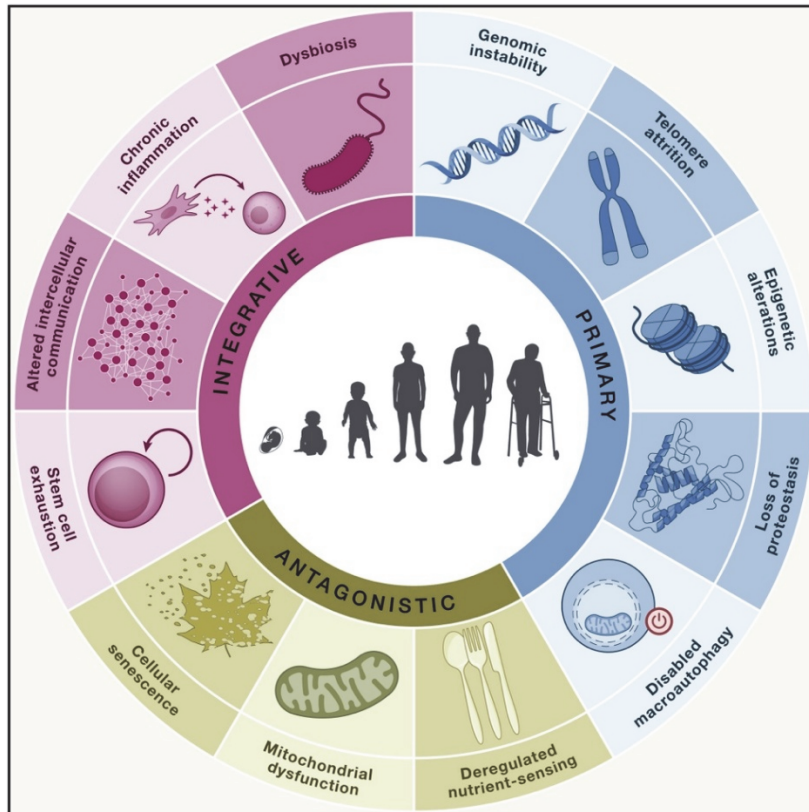 Dysbiosis
Genomic
instability
Telomere
attrition
Epigenetic
alterations
Loss of
proteostasis
Disabled
macroautophagy
Deregulated
nutrient-sensing
Mitochondrial
dysfunction
Cellular
senescence
Stem cell
exhaustion
Altered intercellular
communication
Chronic
inflammation
INTEGRATIVE
PRIMARY
ANTAGONISTIC